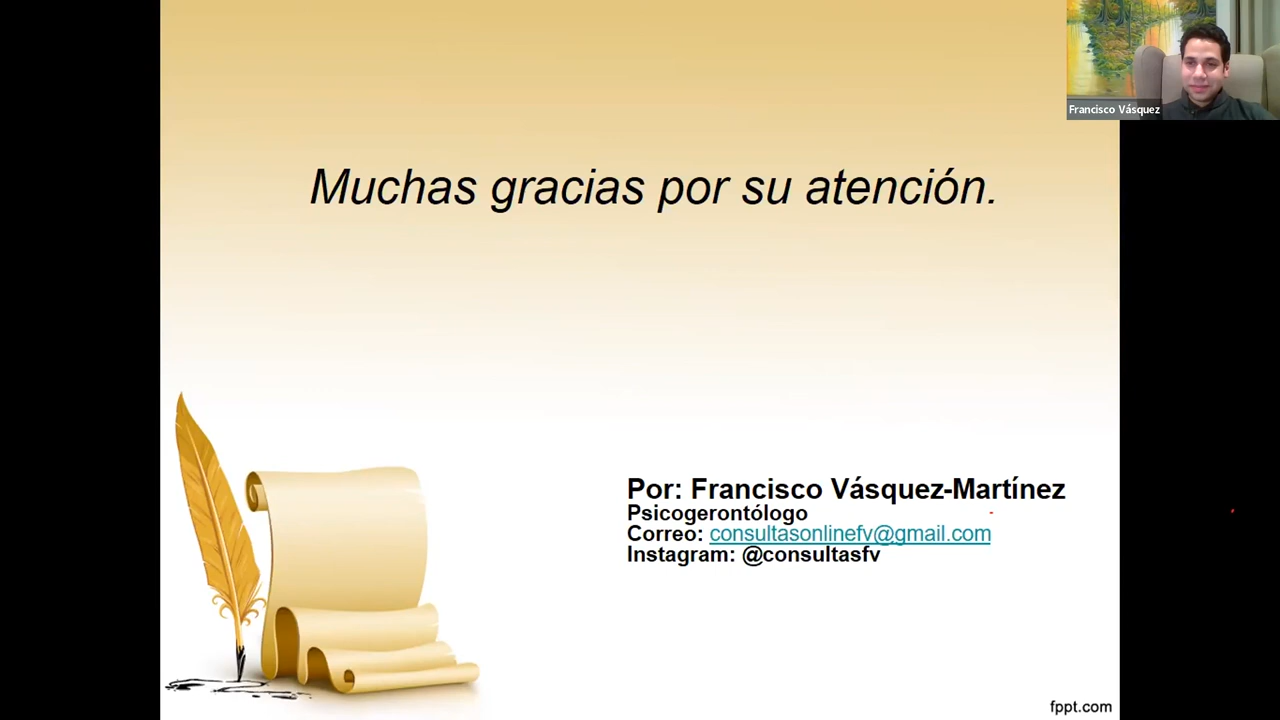 Francisco Vásquez
Muchas gracias por su atención.
Por: Francisco Vásquez-Martínez
Psicogerontólogo
Correo: consultasonlinefv@gmail.com
Instagram: @consultasfv
fppt.com